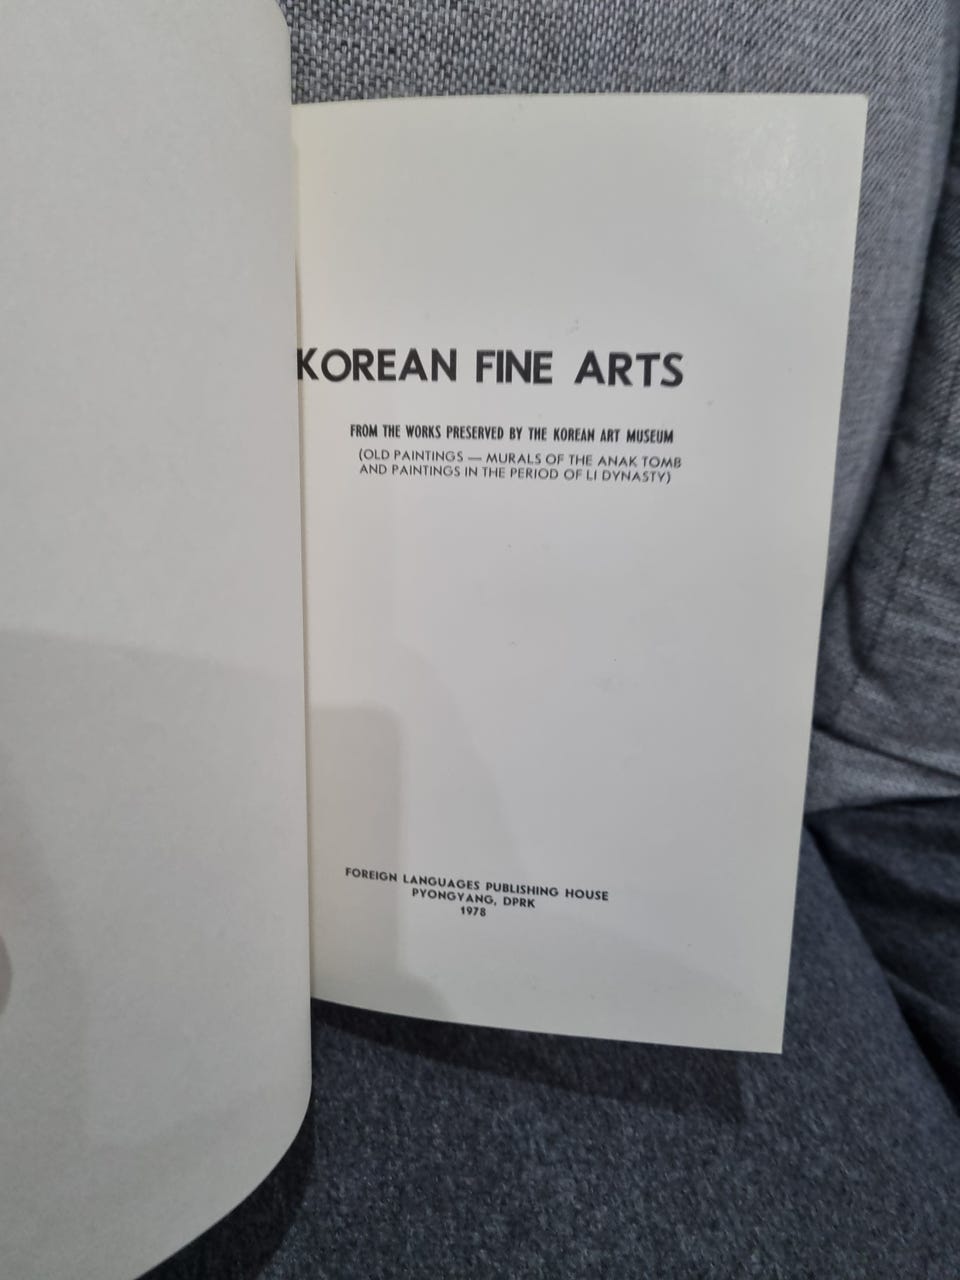 KOREAN FINE ARTS
FROM THE WORKS PRESERVED BY THE KOREAN ART MUSEUM
(OLD PAINTINGS — MURALS OF THE ANAK TOMB
AND PAINTINGS IN THE PERIOD OF LI DYNASTY)
FOREIGN LANGUAGES PUBLISHING HOUSE
PYONGYANG, DPRK
1978